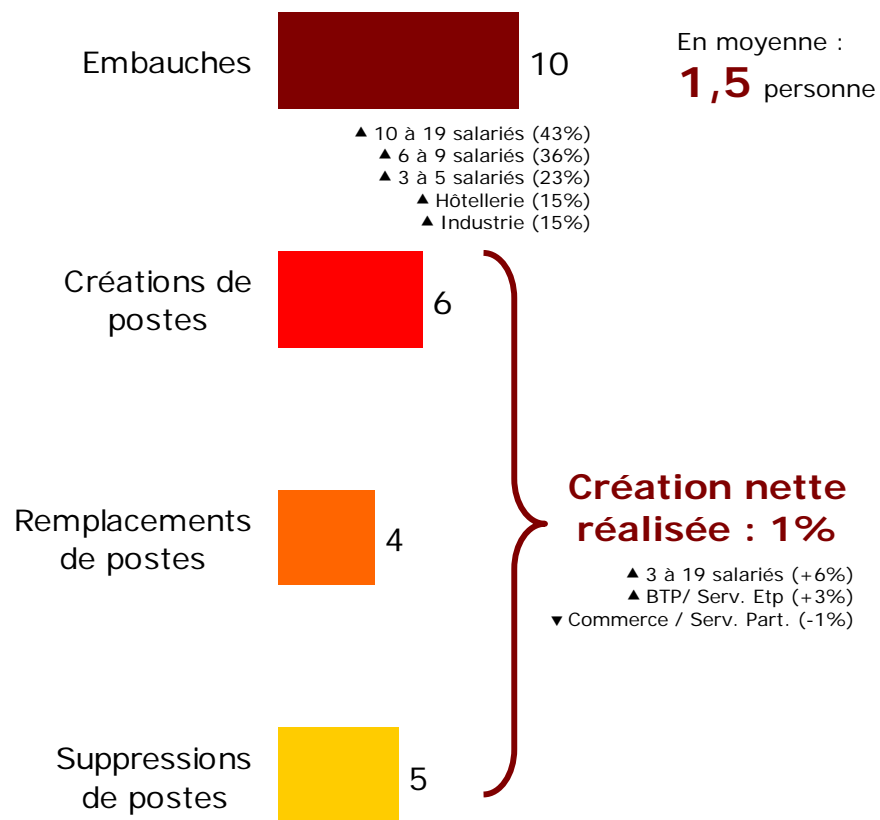 Embauches
10
En moyenne :
1,5 personne
▲ 10 à 19 salariés (43%)
▲ 6 à 9 salariés (36%)
▲ 3 à 5 salariés (23%)
▲ Hôtellerie (15%)
▲ Industrie (15%)
Créations de
postes
6
Remplacements
de postes
4
Création nette
réalisée : 1%
▲ 3 à 19 salariés (+6%)
▲ BTP/ Serv. Etp (+3%)
▼ Commerce / Serv. Part. (-1%)
Suppressions
de postes
5